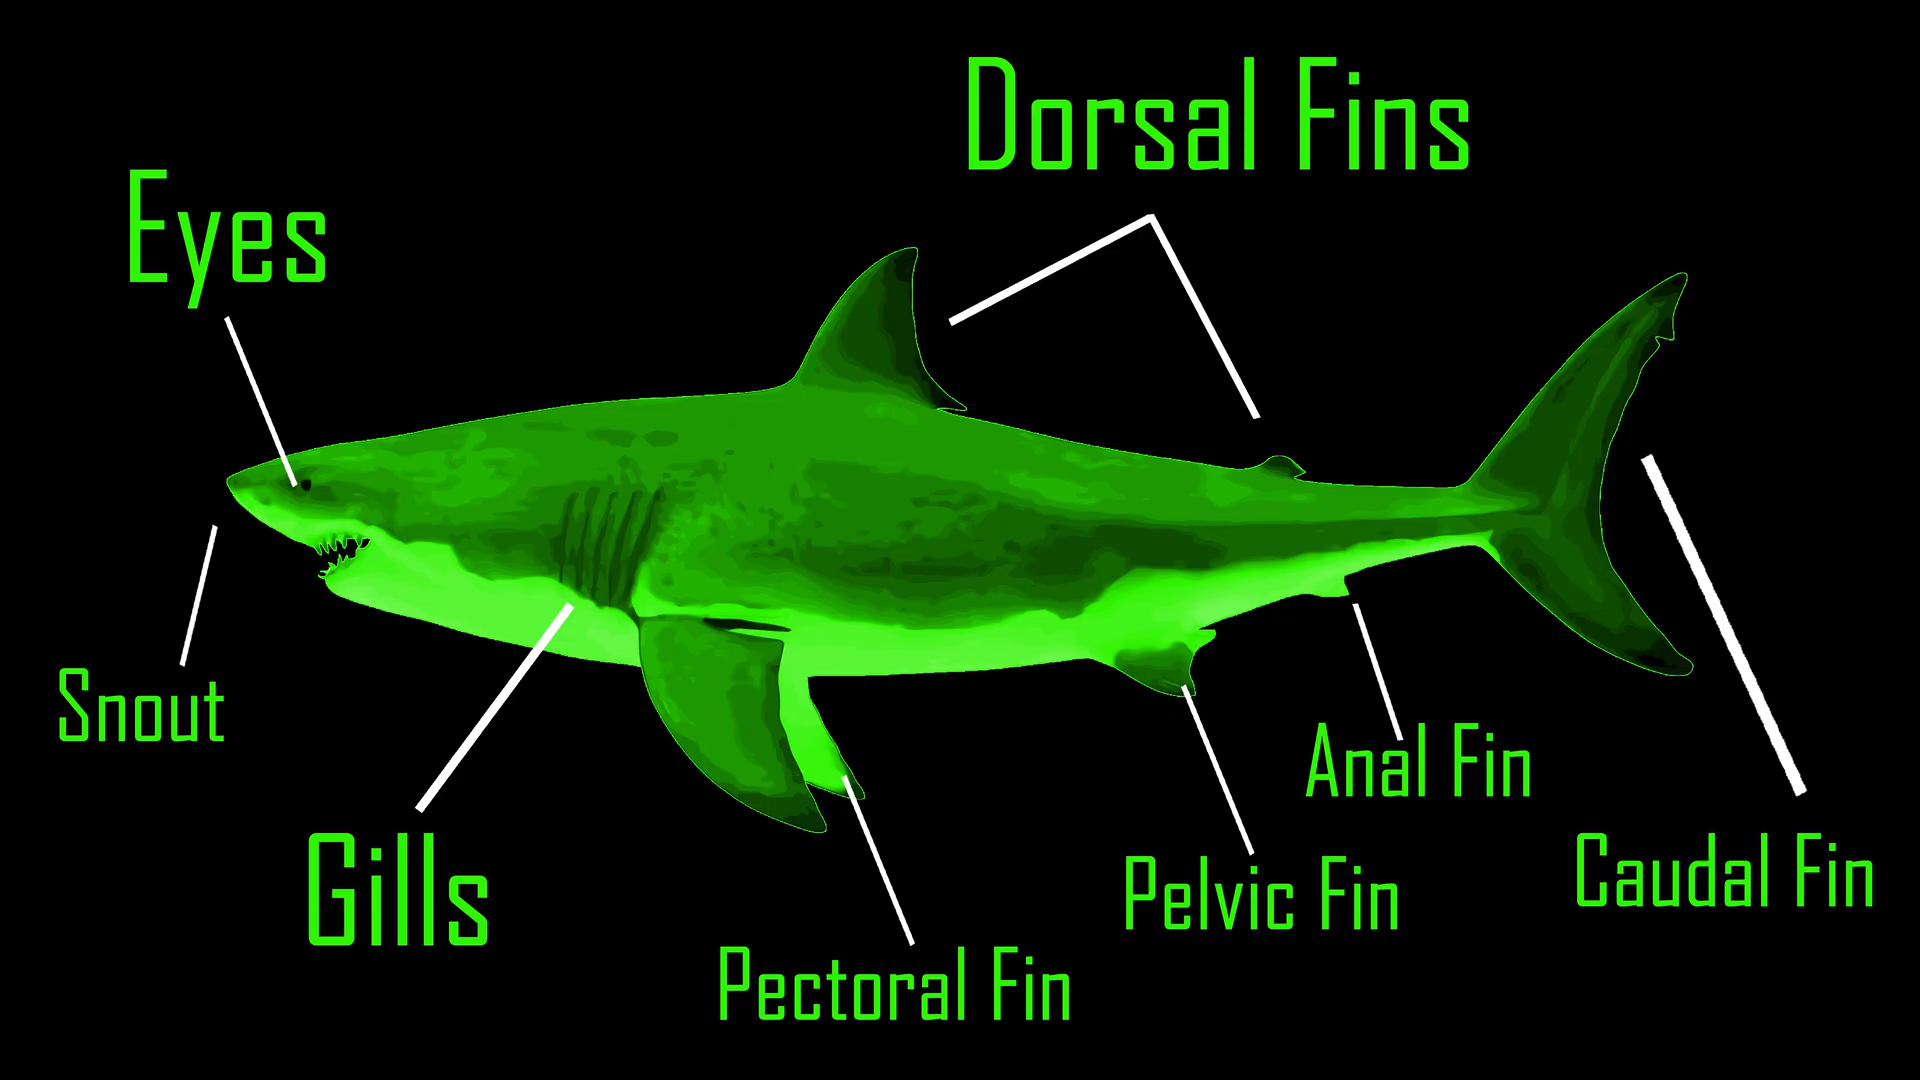 Dorsal Fins
Eyes
Snout
Anal Fin
Gills
Pelvic Fin
Caudal Fin
Pectoral Fin